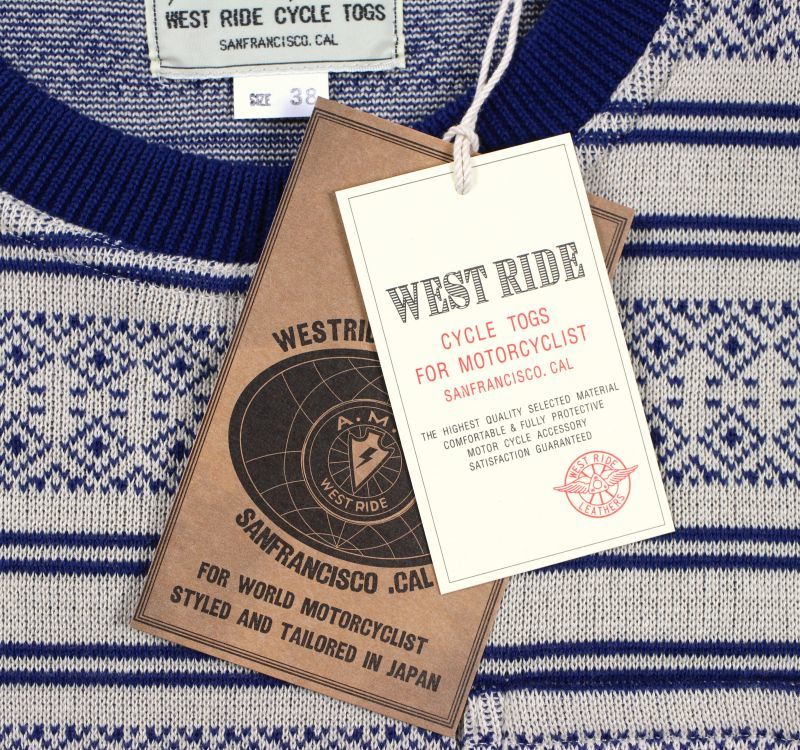 WEST RIDE CYCLE TOGS
SANFRANCISCO. CAL
SIZE 38
WEST RIDE
CYCLE TOGS
FOR MOTORCYCLIST
SANFRANCISCO. CAL
THE HIGHEST QUALITY SELECTED MATERIAL
COMFORTABLE & FULLY PROTECTIVE
MOTOR CYCLE ACCESSORY
SATISFACTION GUARANTEED
WEST RIDE
LEATHERS
WESTRI
A.M.
WEST RIDE
SANFRANCISCO .CAL
FOR WORLD MOTORCYCLIST
STYLED AND TAILORED IN JAPAN